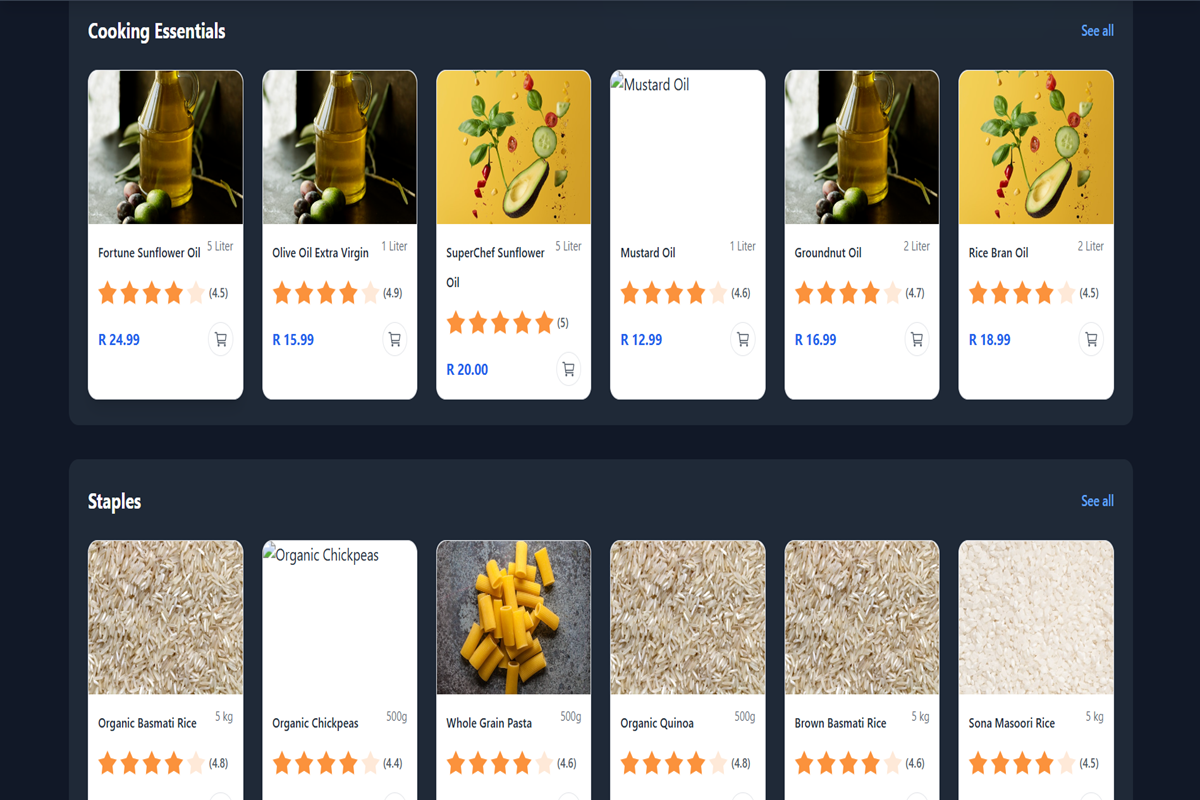 Cooking Essentials
See all
Mustard Oil
Fortune Sunflower Oil 5 Liter
(4.5)
R 24.99
Olive Oil Extra Virgin 1 Liter
(4.9)
R 15.99
SuperChef Sunflower 5 Liter
Oil
(5)
R 20.00
Mustard Oil 1 Liter
(4.6)
R 12.99
Groundnut Oil 2 Liter
(4.7)
R 16.99
Rice Bran Oil 2 Liter
(4.5)
R 18.99
Staples
See all
Organic Chickpeas
Organic Basmati Rice 5 kg
(4.8)
Organic Chickpeas 500g
(4.4)
Whole Grain Pasta 500g
(4.6)
Organic Quinoa 500g
(4.8)
Brown Basmati Rice 5 kg
(4.6)
Sona Masoori Rice 5 kg
(4.5)